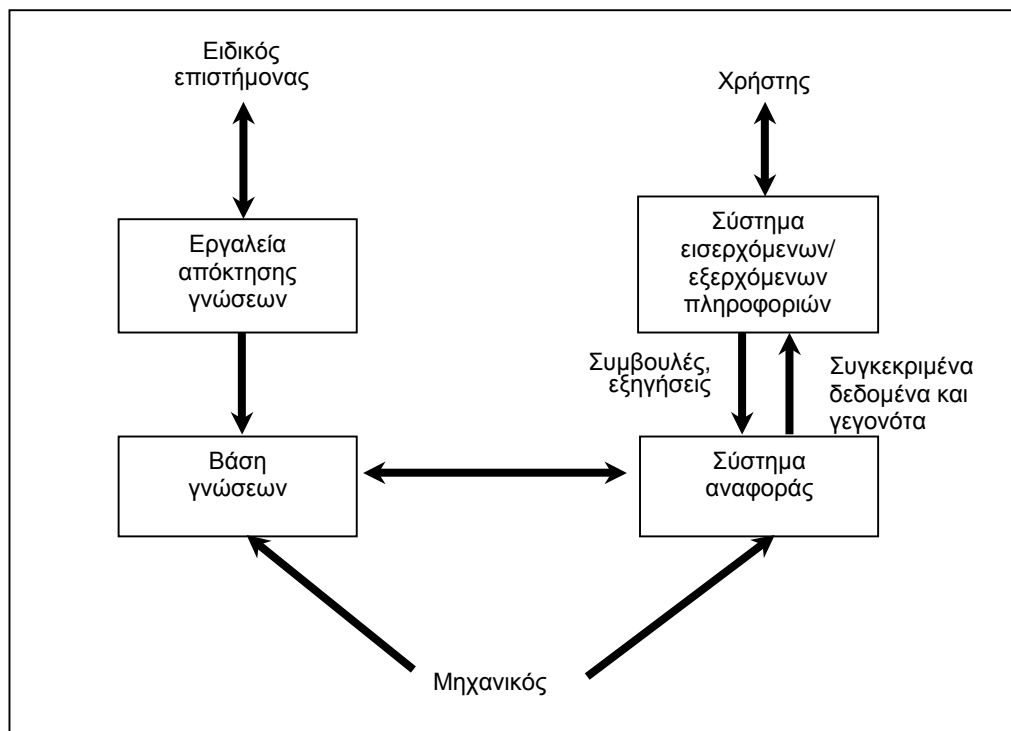 Ειδικός
επιστήμονας
Χρήστης
Εργαλεία
απόκτησης
γνώσεων
Σύστημα
εισερχόμενων/
εξερχόμενων
πληροφοριών
Συμβουλές,
εξηγήσεις
Συγκεκριμένα
δεδομένα και
γεγονότα
Βάση
γνώσεων
Σύστημα
αναφοράς
Μηχανικός